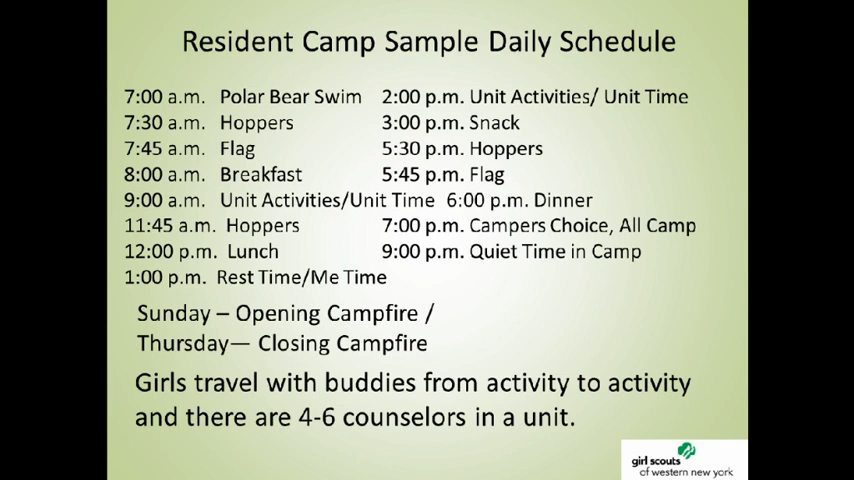 Resident Camp Sample Daily Schedule
7:00 a.m. Polar Bear Swim 2:00 p.m. Unit Activities/ Unit Time
7:30 a.m. Hoppers 3:00 p.m. Snack
7:45 a.m. Flag 5:30 p.m. Hoppers
8:00 a.m. Breakfast 5:45 p.m. Flag
9:00 a.m. Unit Activities/Unit Time 6:00 p.m. Dinner
11:45 a.m. Hoppers 7:00 p.m. Campers Choice, All Camp
12:00 p.m. Lunch 9:00 p.m. Quiet Time in Camp
1:00 p.m. Rest Time/Me Time
Sunday – Opening Campfire /
Thursday— Closing Campfire
Girls travel with buddies from activity to activity
and there are 4-6 counselors in a unit.
girl scouts
of western new york